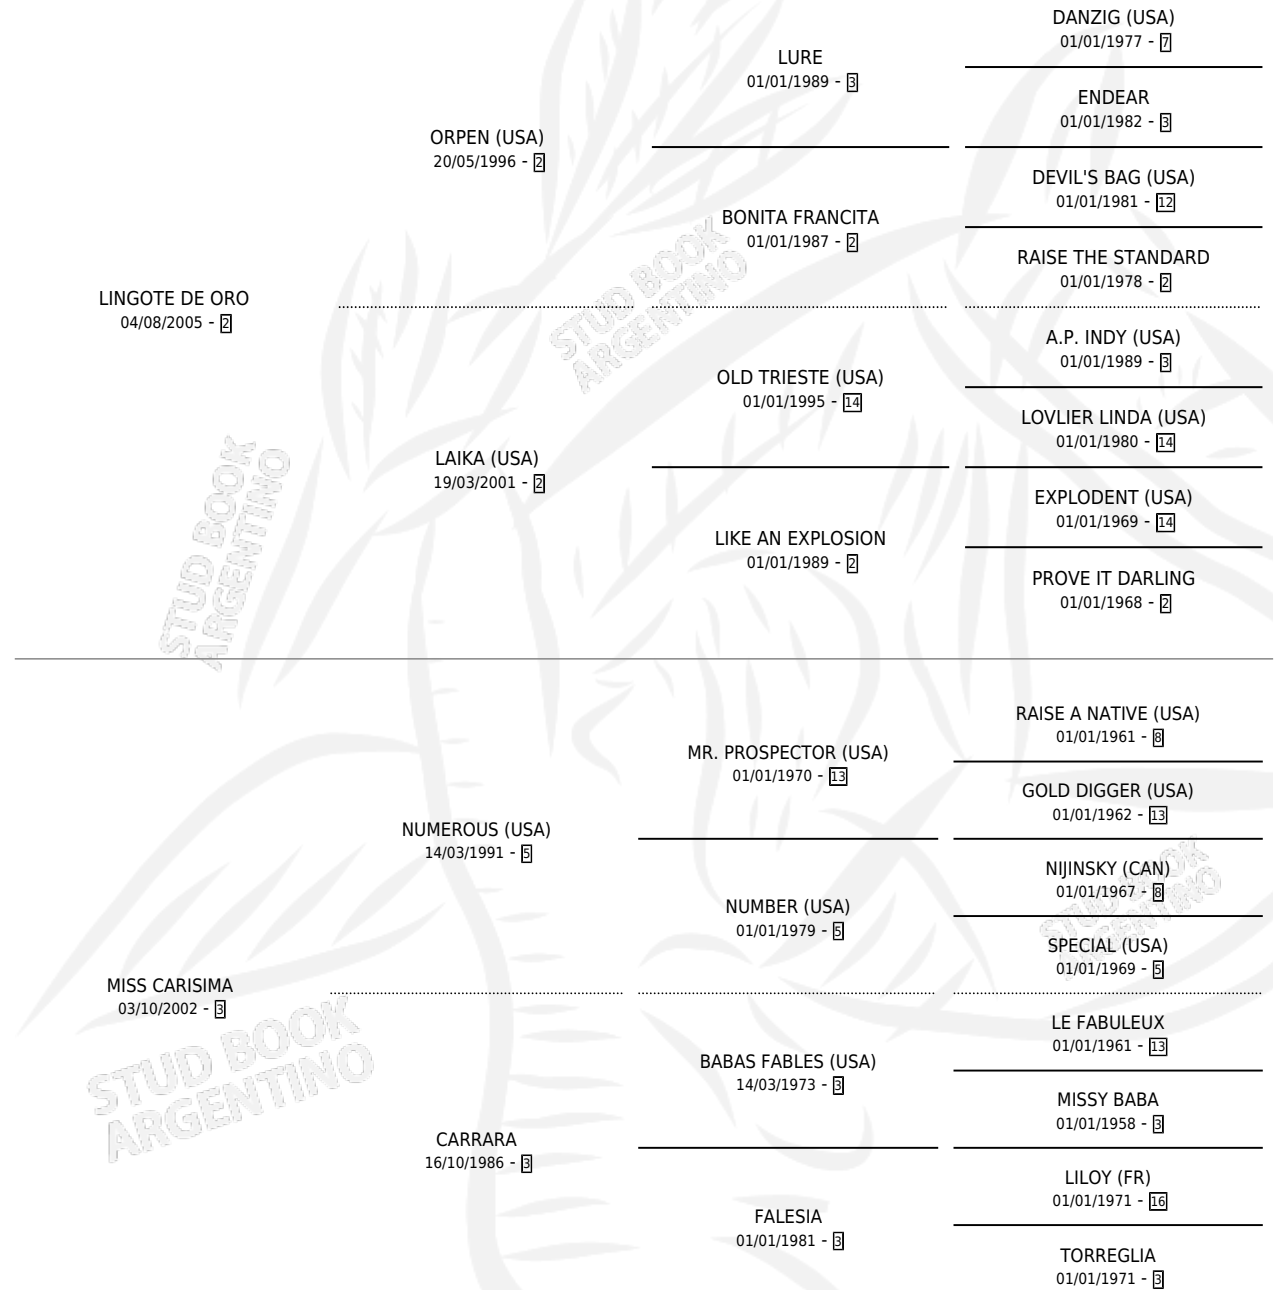 DANZIG (USA)
01/01/1977 - 7
LURE
01/01/1989 - 3
ENDEAR
01/01/1982 - 3
ORPEN (USA)
20/05/1996 - 2
DEVIL'S BAG (USA)
01/01/1981 - 12
BONITA FRANCITA
01/01/1987 - 2
RAISE THE STANDARD
01/01/1978 - 2
LINGOTE DE ORO
04/08/2005 - 2
STUD BOOK
ARGENTINO
A.P. INDY (USA)
01/01/1989 - 3
OLD TRIESTE (USA)
01/01/1995 - 14
LOVLIER LINDA (USA)
01/01/1980 - 14
LAIKA (USA)
19/03/2001 - 2
EXPLODENT (USA)
01/01/1969 - 14
LIKE AN EXPLOSION
01/01/1989 - 2
PROVE IT DARLING
01/01/1968 - 2
STUD BOOK
ARGENTINO
RAISE A NATIVE (USA)
01/01/1961 - 8
MR. PROSPECTOR (USA)
01/01/1970 - 13
GOLD DIGGER (USA)
01/01/1962 - 13
NUMEROUS (USA)
14/03/1991 - 5
NIJINSKY (CAN)
01/01/1967 - 8
NUMBER (USA)
01/01/1979 - 5
SPECIAL (USA)
01/01/1969 - 5
STUD BOOK
ARGENTINO
MISS CARISIMA
03/10/2002 - 3
LE FABULEUX
01/01/1961 - 13
BABAS FABLES (USA)
14/03/1973 - 3
MISSY BABA
01/01/1958 - 3
STUD BOOK
ARGENTINO
CARRARA
16/10/1986 - 3
LILOY (FR)
01/01/1971 - 16
FALESIA
01/01/1981 - 3
TORREGLIA
01/01/1971 - 3